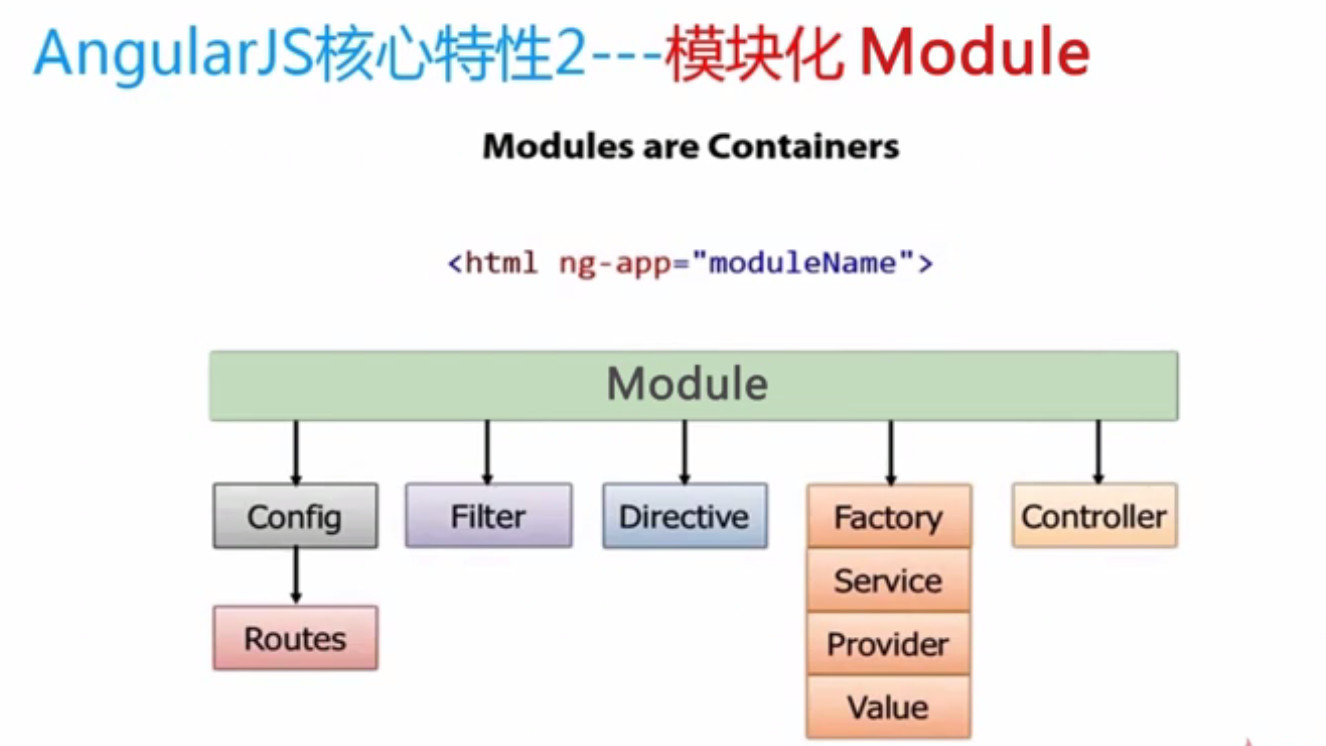 AngularJS核心特性2---模块化 Module
Modules are Containers
<html ng-app="moduleName">
Module
Config
Filter
Directive
Factory
Controller
Service
Routes
Provider
Value